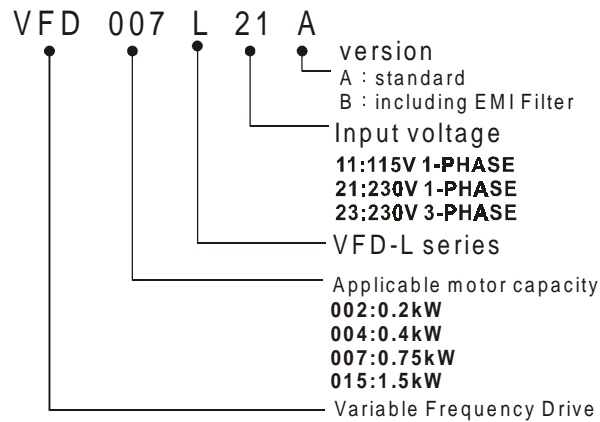 VFD 007 L 21 A
version
A : standard
B : including EMI Filter
Input voltage
11:115V 1-PHASE
21:230V 1-PHASE
23:230V 3-PHASE
VFD-L series
Applicable motor capacity
002:0.2kW
004:0.4kW
007:0.75kW
015:1.5kW
Variable Frequency Drive